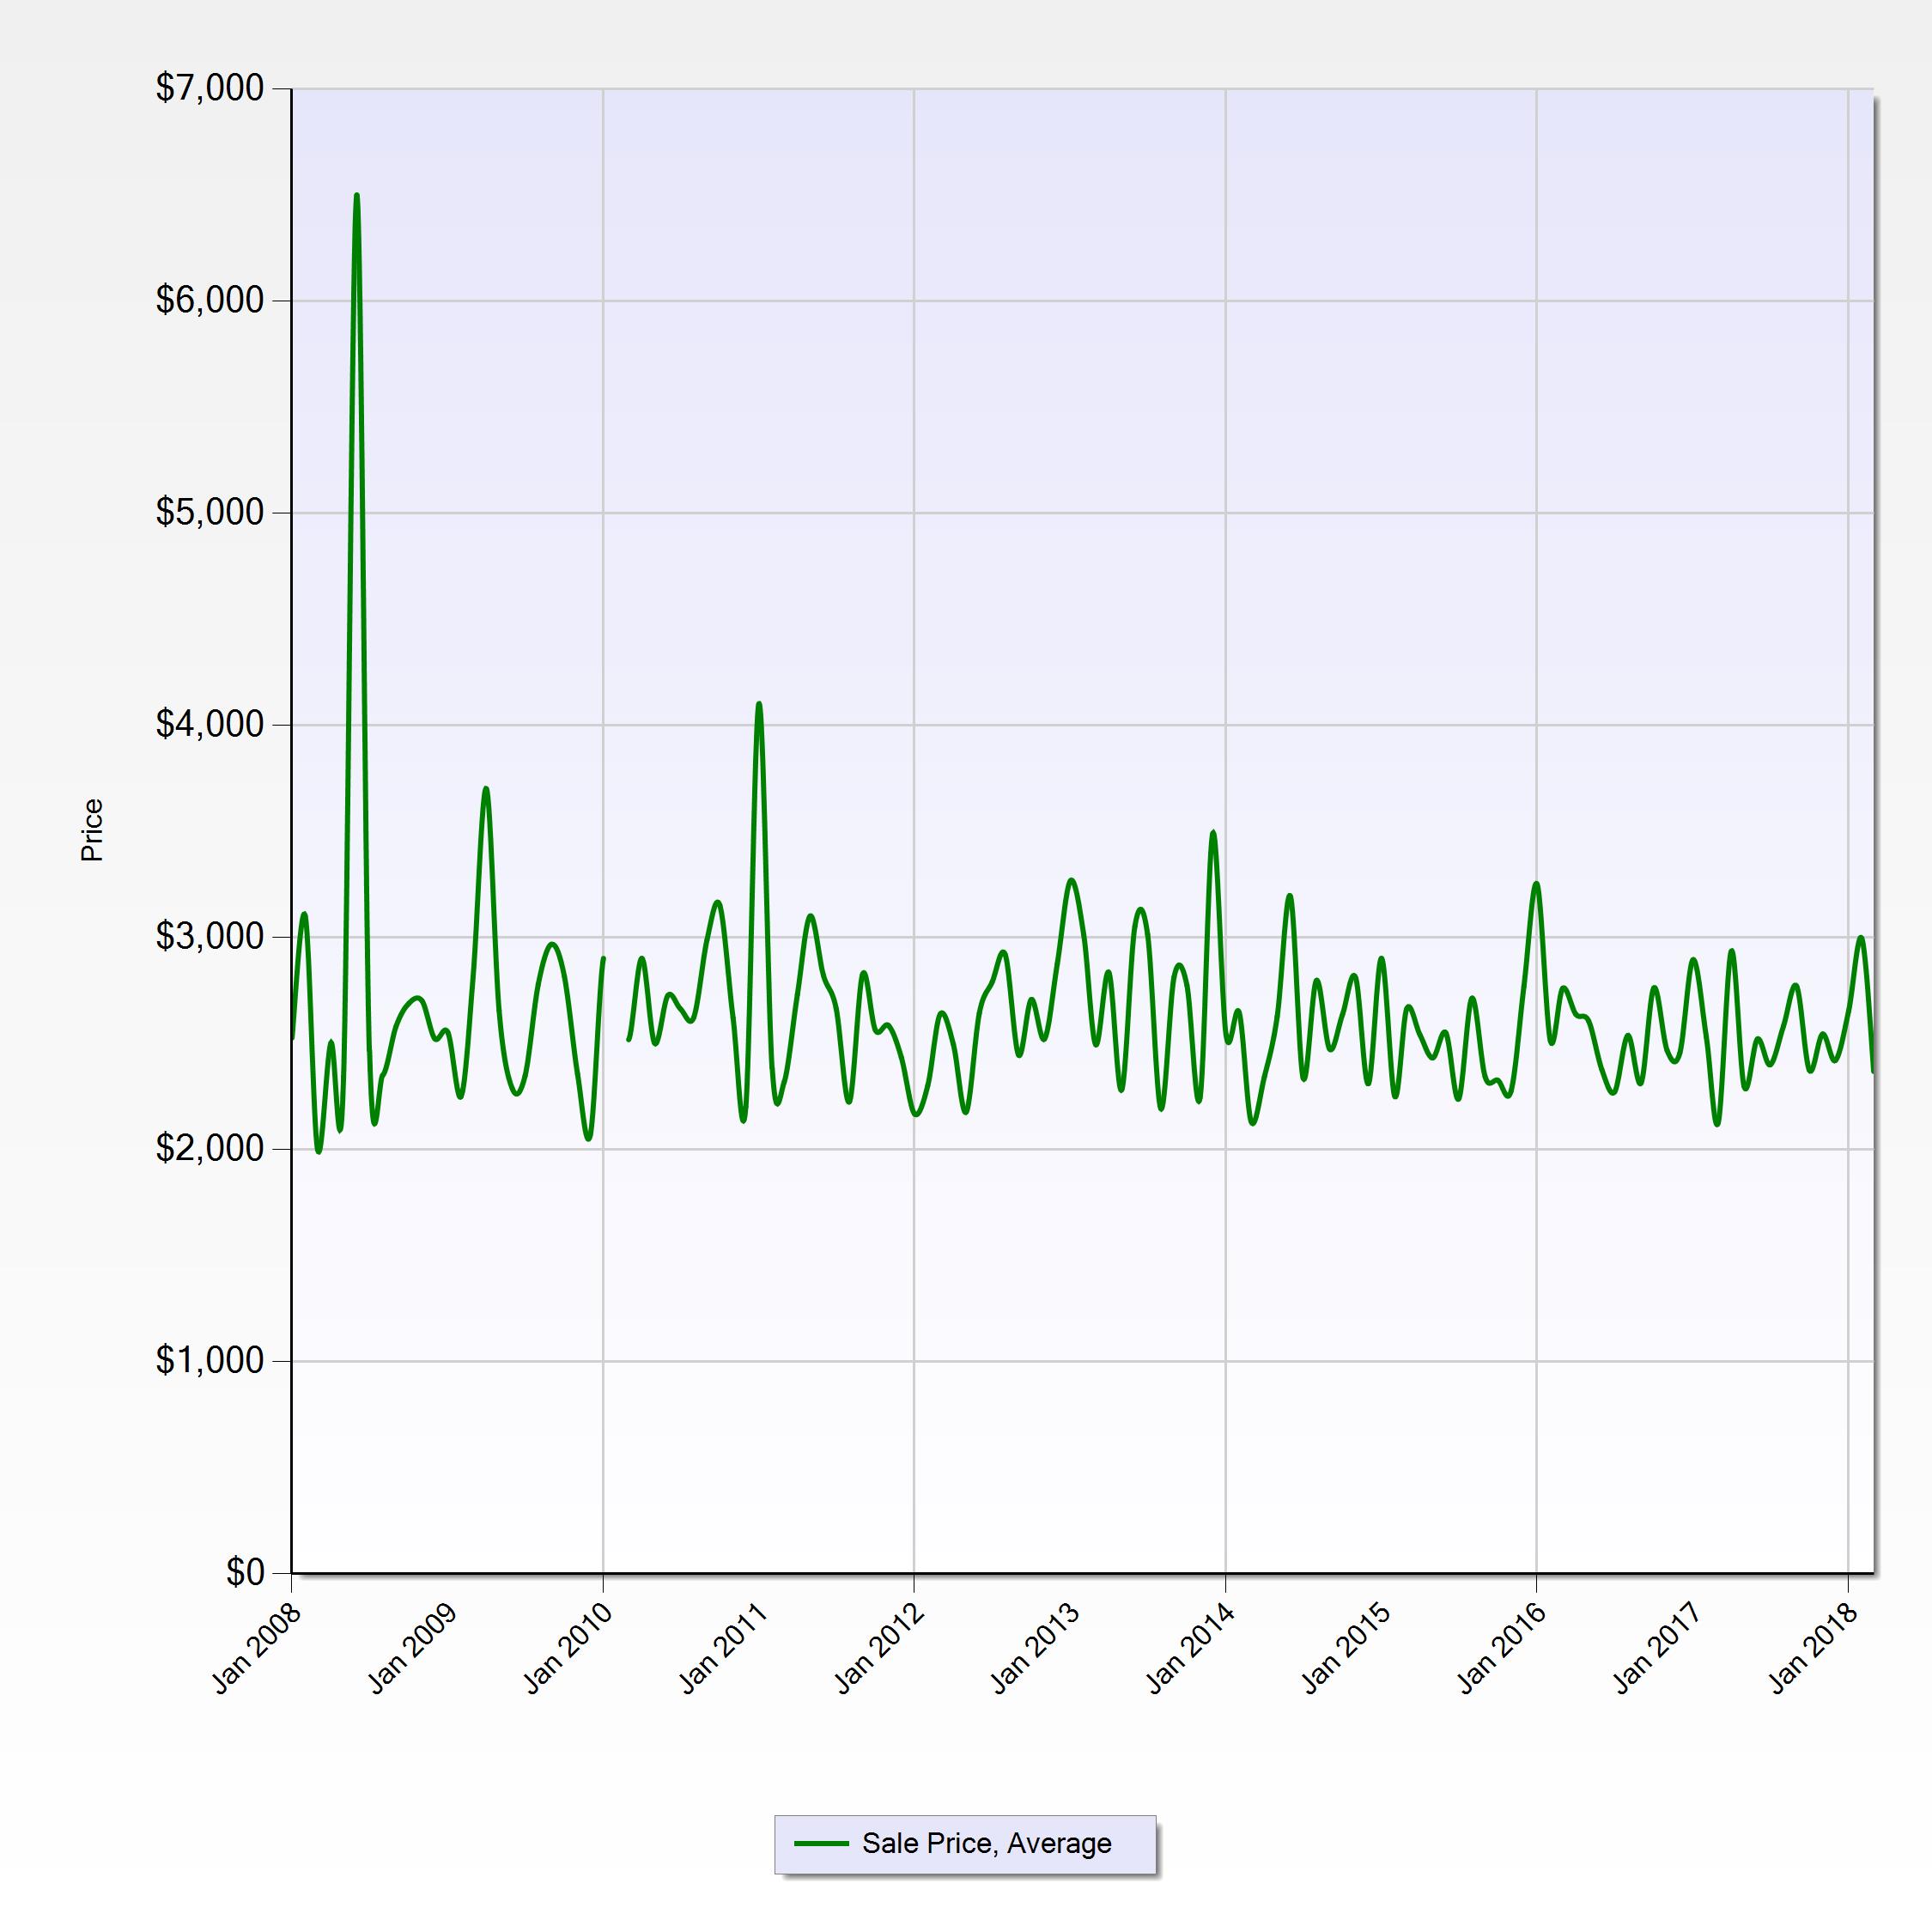 $7,000
$6,000
$5,000
$4,000
$3,000
$2,000
$1,000
$0
Price
Jan 2008
Jan 2009
Jan 2010
Jan 2011
Jan 2012
Jan 2013
Jan 2014
Jan 2015
Jan 2016
Jan 2017
Jan 2018
Sale Price, Average